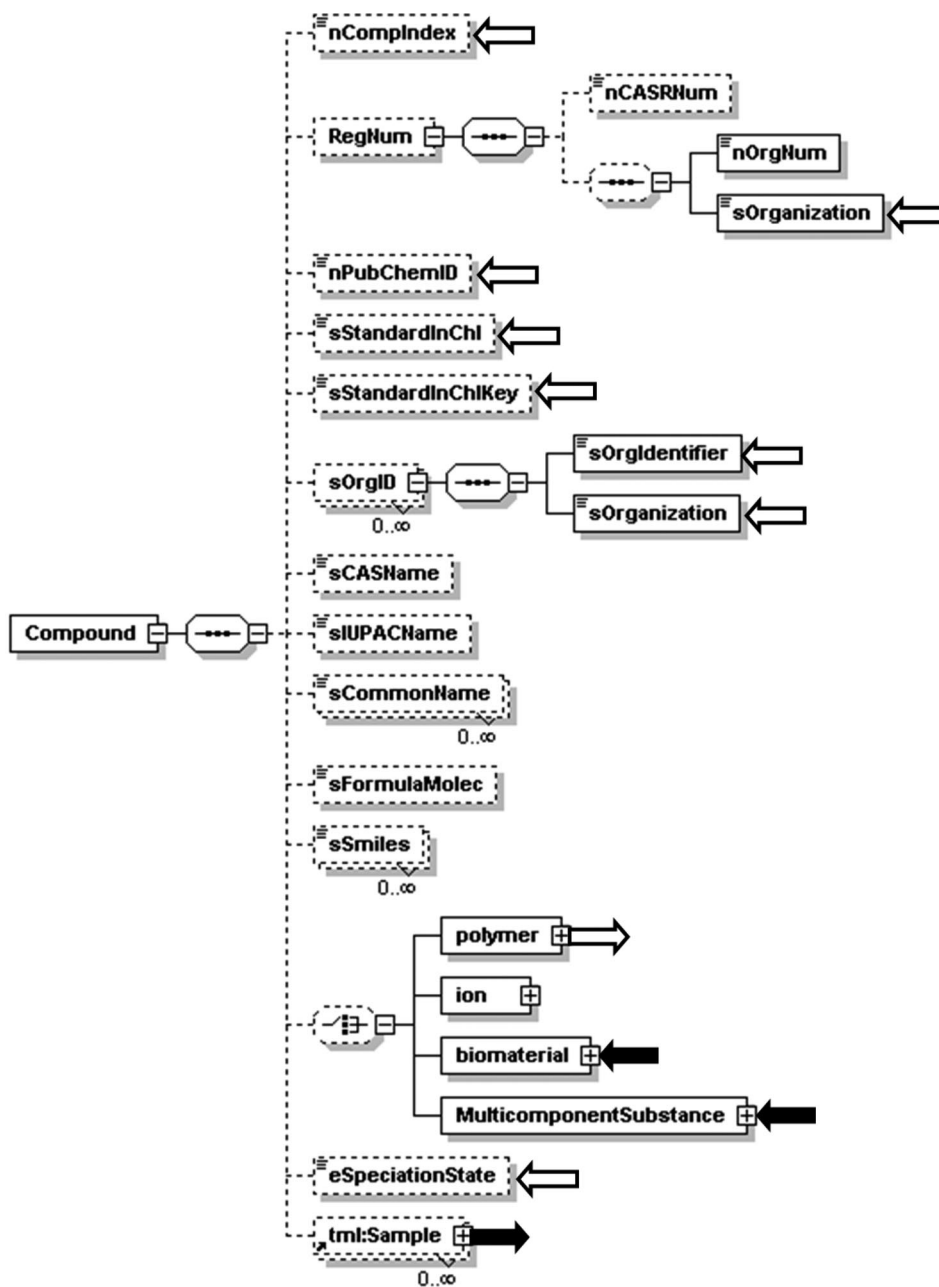 nCompIndex
nCASRNum
RegNum
nOrgNum
sOrganization
nPubChemID
sStandardInChI
sStandardInChIKey
sOrgIdentifier
sOrgID
0..∞
sOrganization
sCASName
Compound
sIUPACName
sCommonName
0..∞
sFormulaMolec
sSmiles
0..∞
polymer
ion
biomaterial
MulticomponentSubstance
eSpeciationState
tml:Sample
0..∞